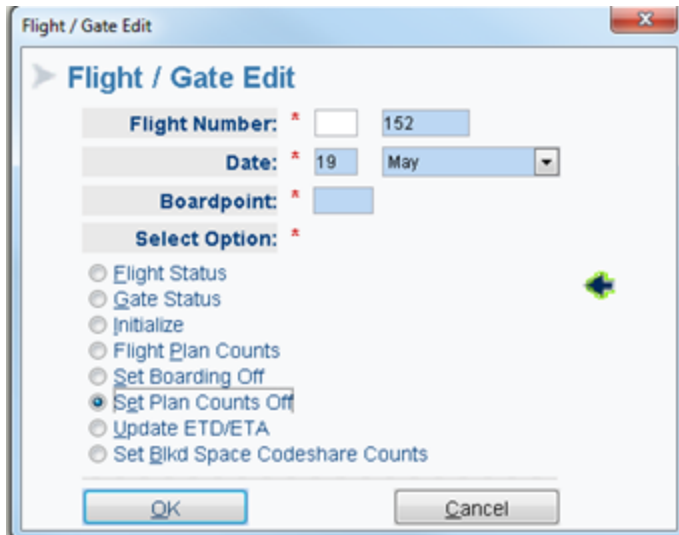 Flight / Gate Edit
Flight / Gate Edit
Flight Number: * 152
Date: * 19 May
Boardpoint: *
Select Option: *
Flight Status
Gate Status
Initialize
Flight Plan Counts
Set Boarding Off
Set Plan Counts Off
Update ETD/ETA
Set Blkd Space Codeshare Counts
OK Cancel